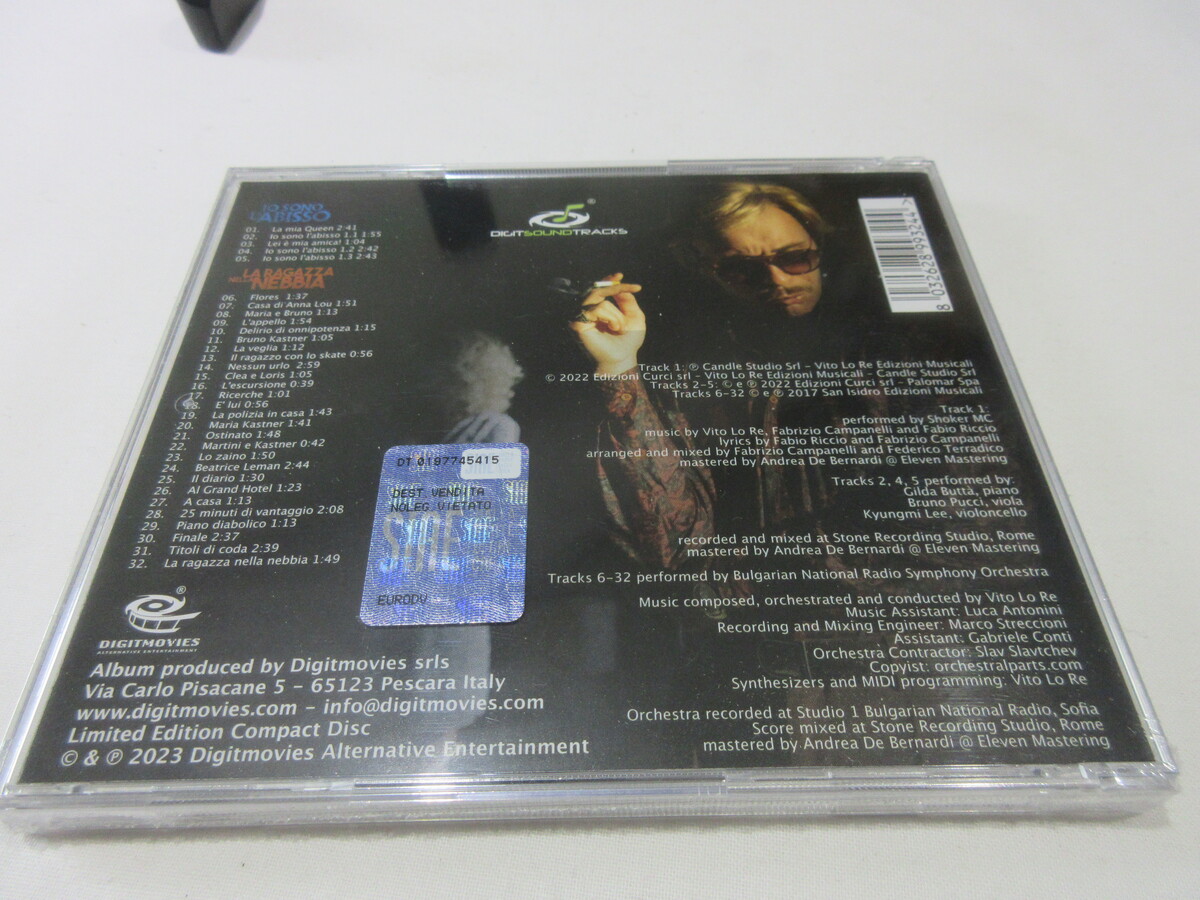 IO SONO
L'ABISSO
01. La mia Queen 2:41
02. Io sono l'abisso 1.1 1:55
03. Lei è mia amica! 1:04
04. Io sono l'abisso 1.2 2:42
05. Io sono l'abisso 1.3 2:43
LA RAGAZZA
NELLA NEBBIA
06. Flores 1:37
07. Casa di Anna Lou 1:51
08. Maria e Bruno 1:13
09. L'appello 1:54
10. Delirio di onnipotenza 1:15
11. Bruno Kastner 1:05
12. La veglia 1:12
13. Il ragazzo con lo skate 0:56
14. Nessun urlo 2:59
15. Clea e Loris 1:05
16. L'escursione 0:39
17. Ricerche 1:01
18. E' lui 0:56
19. La polizia in casa 1:43
20. Maria Kastner 1:41
21. Ostinato 1:48
22. Martini e Kastner 0:42
23. Lo zaino 1:50
24. Beatrice Leman 2:44
25. Il diario 1:30
26. Al Grand Hotel 1:23
27. A casa 1:13
28. 25 minuti di vantaggio 2:08
29. Piano diabolico 1:13
30. Finale 2:37
31. Titoli di coda 2:39
32. La ragazza nella nebbia 1:49
®
DIGITMOVIES
ALTERNATIVE ENTERTAINMENT
Album produced by Digitmovies srls
Via Carlo Pisacane 5 – 65123 Pescara Italy
www.digitmovies.com – info@digitmovies.com
Limited Edition Compact Disc
© & ℗ 2023 Digitmovies Alternative Entertainment
DT 0197745415
DEST.VENDITA
NOLEG.VIETATO
SIAE
EURODV
®
DIGITSOUNDTRACKS
8 032628 993244
Track 1: ℗ Candle Studio Srl – Vito Lo Re Edizioni Musicali
© 2022 Edizioni Curci srl – Vito Lo Re Edizioni Musicali – Candle Studio Srl
Tracks 2–5: © e ℗ 2022 Edizioni Curci srl – Palomar Spa
Tracks 6–32 © e ℗ 2017 San Isidro Edizioni Musicali
Track 1:
performed by Shoker MC
music by Vito Lo Re, Fabrizio Campanelli and Fabio Riccio
lyrics by Fabio Riccio and Fabrizio Campanelli
arranged and mixed by Fabrizio Campanelli and Federico Terradico
mastered by Andrea De Bernardi @ Eleven Mastering
Tracks 2, 4, 5 performed by:
Gilda Buttà, piano
Bruno Pucci, viola
Kyungmi Lee, violoncello
recorded and mixed at Stone Recording Studio, Rome
mastered by Andrea De Bernardi @ Eleven Mastering
Tracks 6–32 performed by Bulgarian National Radio Symphony Orchestra
Music composed, orchestrated and conducted by Vito Lo Re
Music Assistant: Luca Antonini
Recording and Mixing Engineer: Marco Streccioni
Assistant: Gabriele Conti
Orchestra Contractor: Slav Slavtchev
Copyist: orchestralparts.com
Synthesizers and MIDI programming: Vito Lo Re
Orchestra recorded at Studio 1 Bulgarian National Radio, Sofia
Score mixed at Stone Recording Studio, Rome
mastered by Andrea De Bernardi @ Eleven Mastering